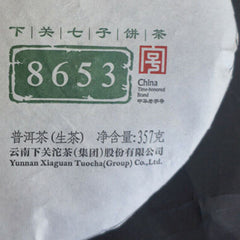 下关七子饼茶
8653
China
Time-honored
Brand
中华老字号
普洱茶(生茶) 净含量:357克
云南下关沱茶(集团)股份有限公司
Yunnan Xiaguan Tuocha(Group) Co.,Ltd.